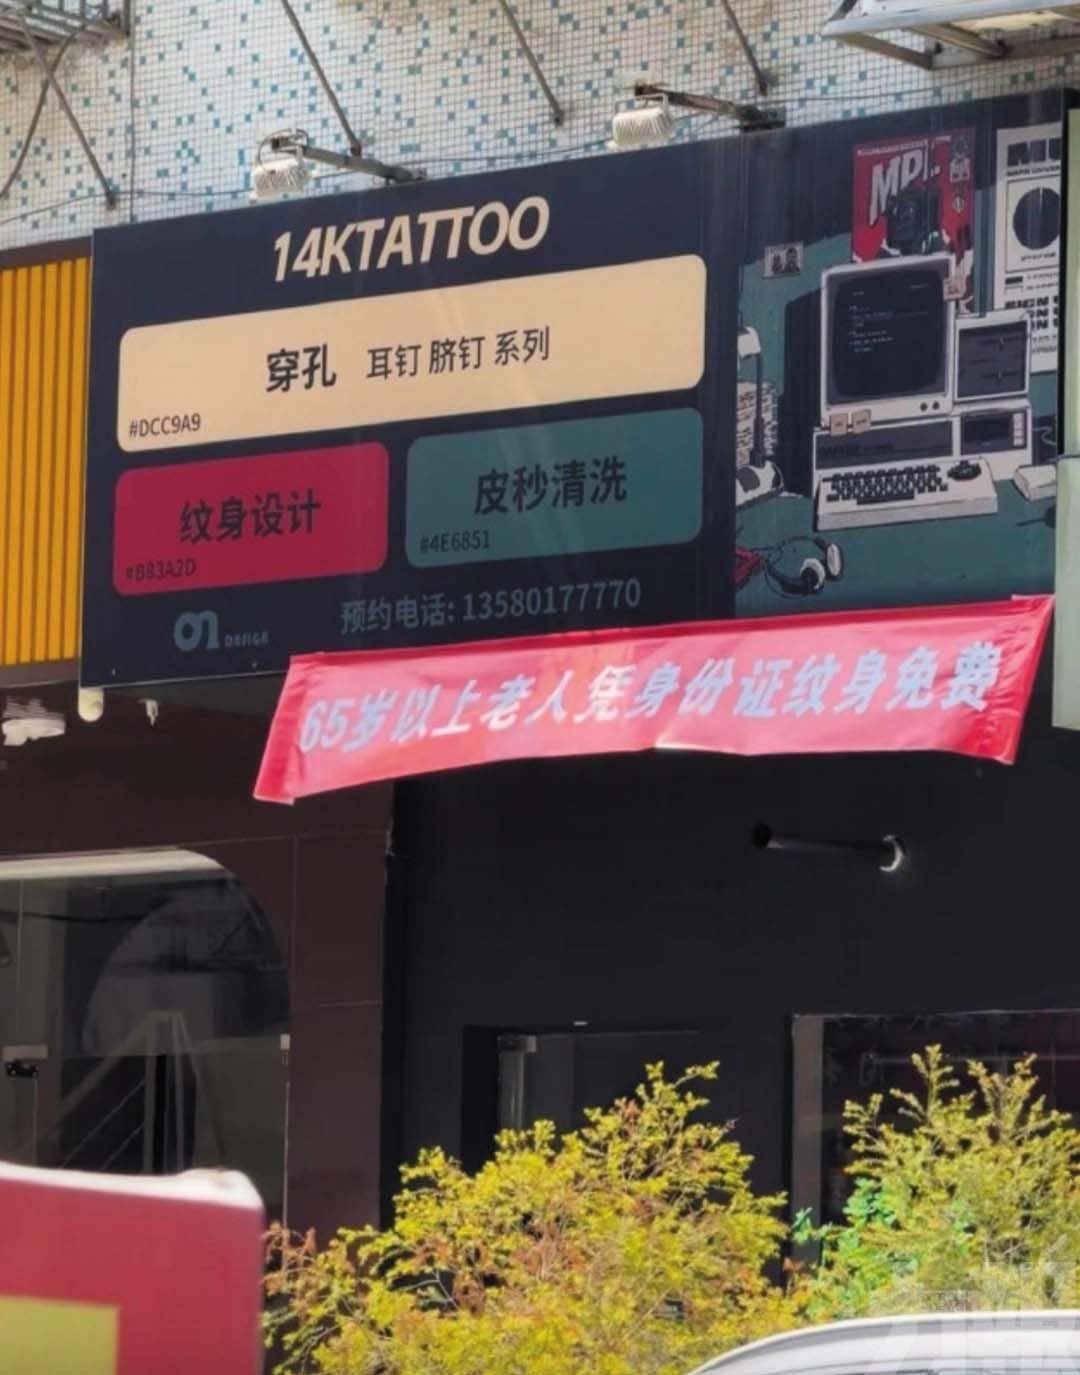 14KTATTOO
穿孔 耳钉 脐钉 系列
#DCC9A9
纹身设计
#B83A2D
皮秒清洗
#4E6851
预约电话: 13580177770
DESIGN
65岁以上老人凭身份证纹身免费